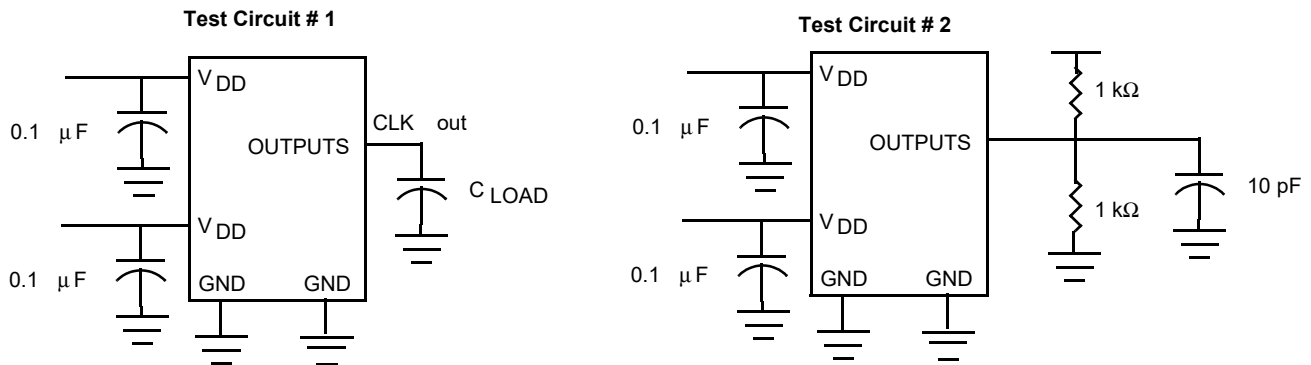 Test Circuit # 1
V DD
0.1 μ F
CLK out
OUTPUTS
C LOAD
V DD
0.1 μ F
GND GND
Test Circuit # 2
V DD
1 kΩ
0.1 μ F
OUTPUTS
10 pF
1 kΩ
V DD
0.1 μ F
GND GND